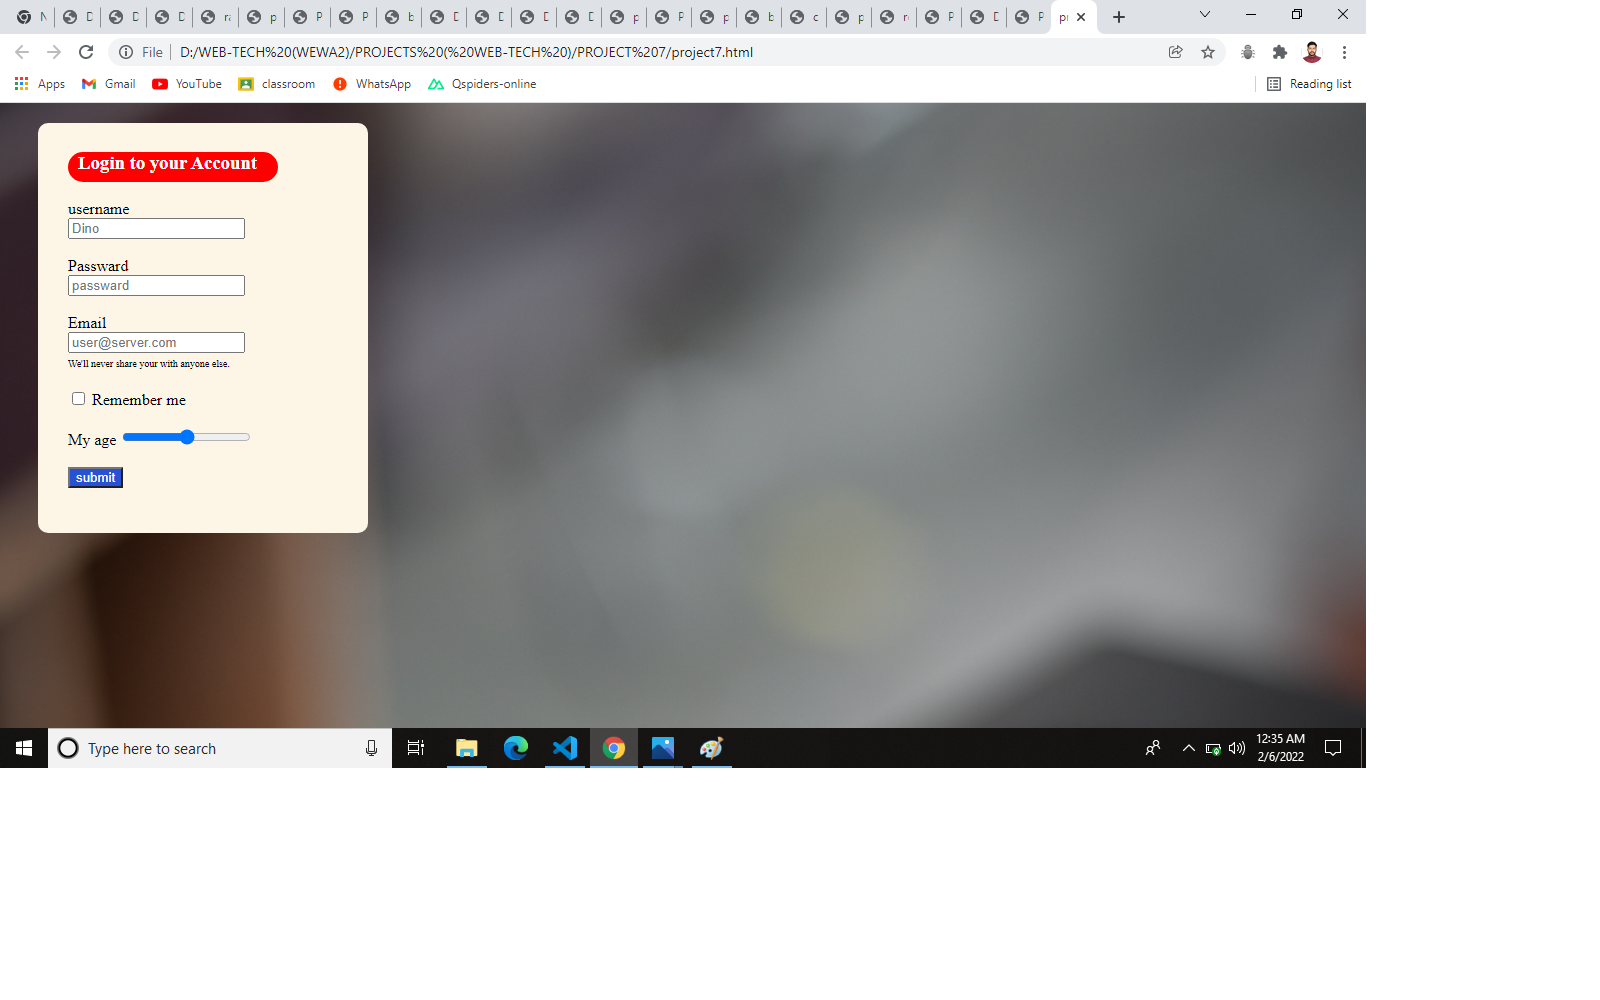 File D:/WEB-TECH%20(WEWA2)/PROJECTS%20(%20WEB-TECH%20)/PROJECT%207/project7.html
Apps Gmail YouTube classroom WhatsApp Qspiders-online Reading list
Login to your Account
username
Dino
Passward
passward
Email
user@server.com
We'll never share your with anyone else.
Remember me
My age
submit
Type here to search
12:35 AM
2/6/2022